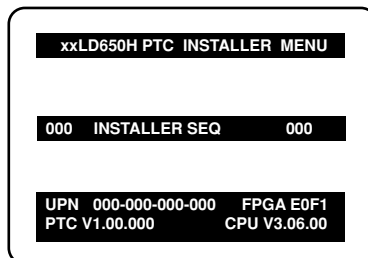 xxLD650H PTC INSTALLER MENU
000 INSTALLER SEQ 000
UPN 000-000-000-000 FPGA E0F1
PTC V1.00.000 CPU V3.06.00